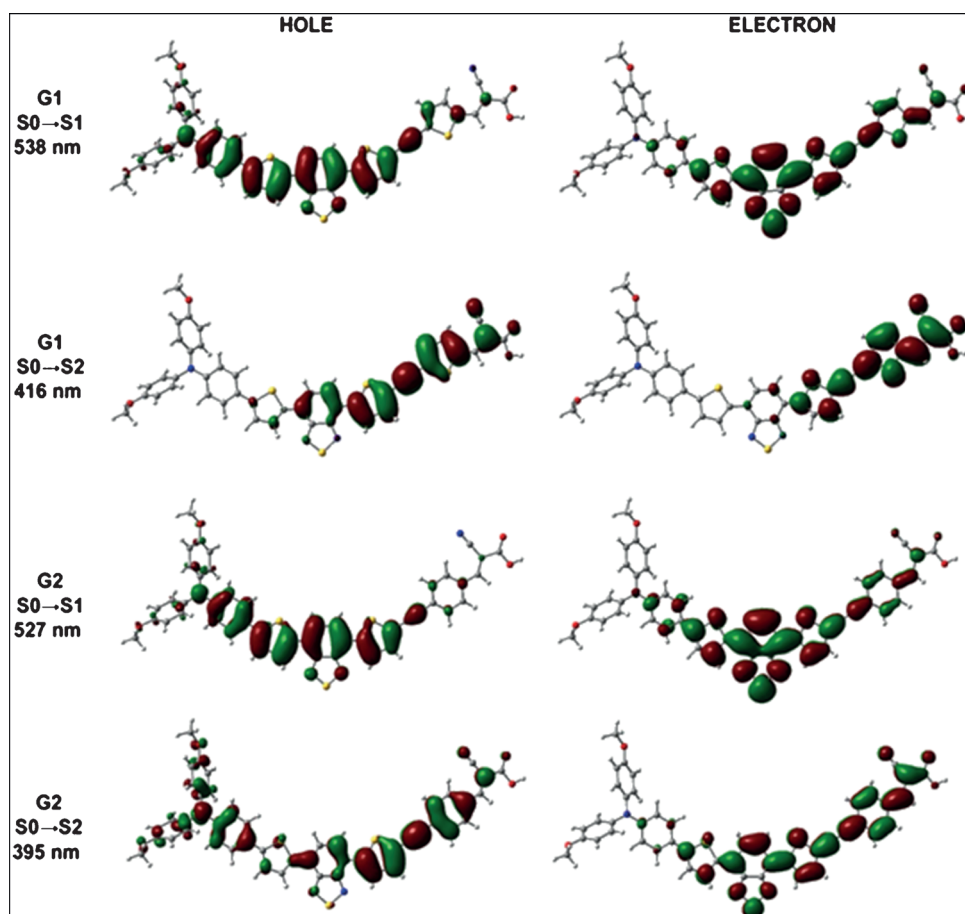 HOLE ELECTRON
G1
S0→S1
538 nm
G1
S0→S2
416 nm
G2
S0→S1
527 nm
G2
S0→S2
395 nm